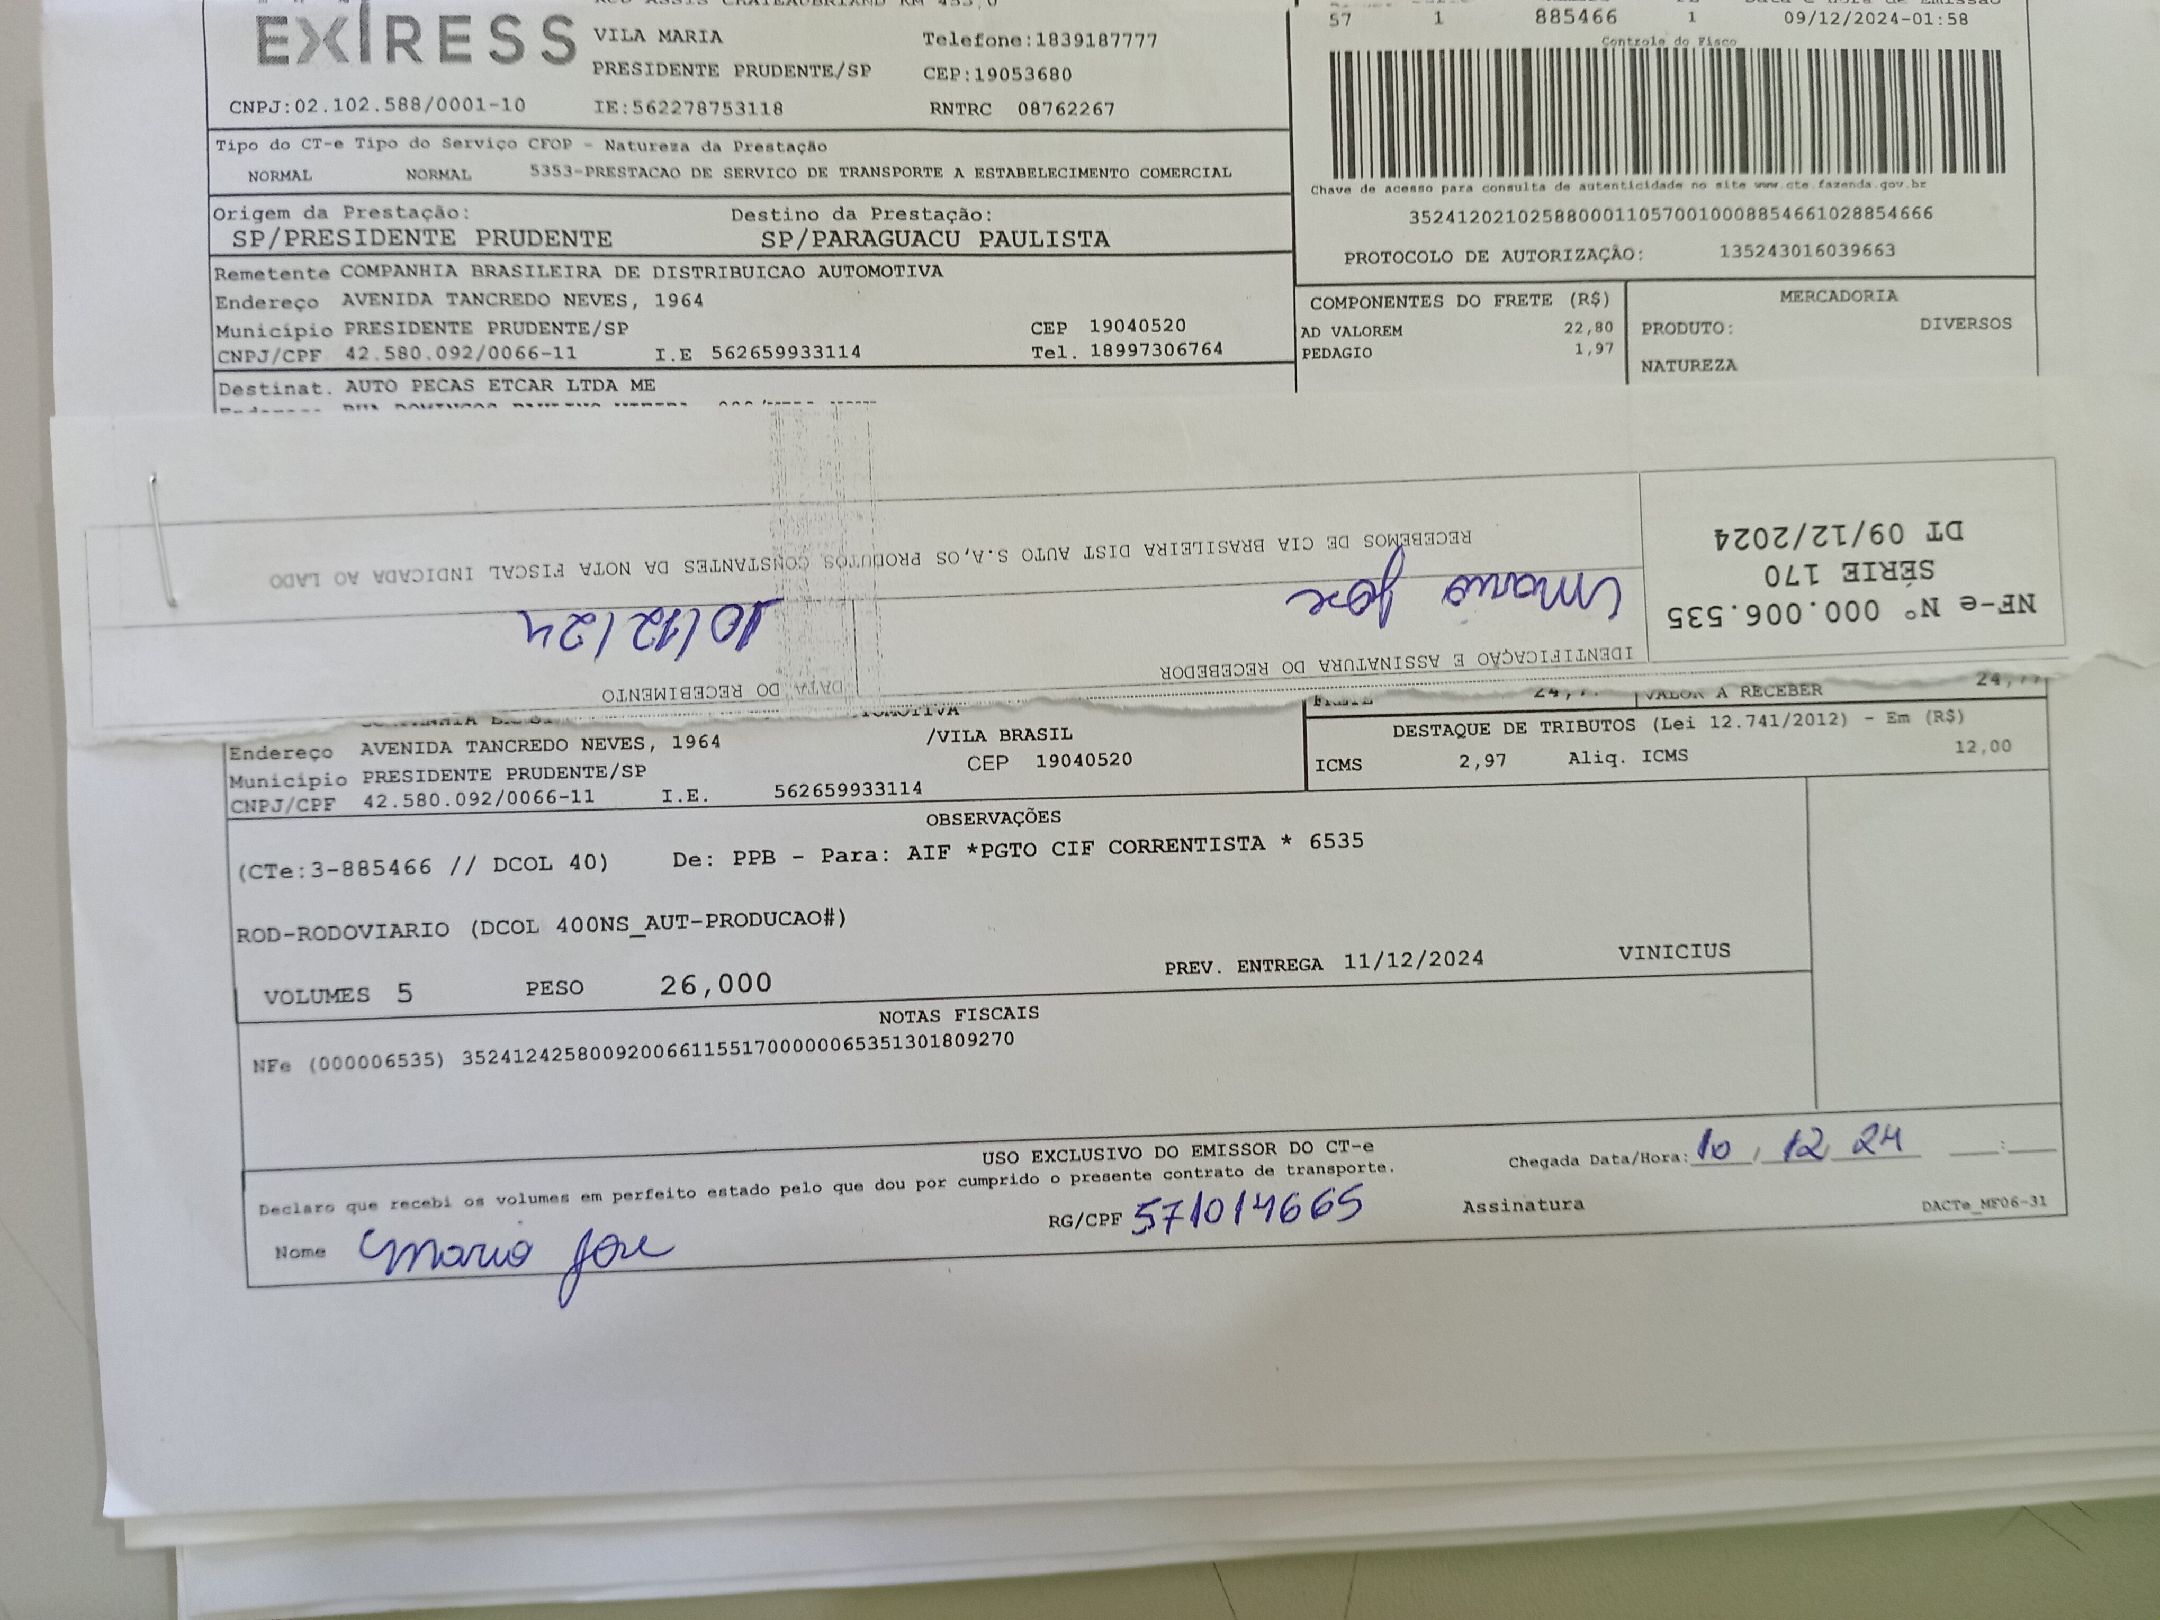 EXPRESS
VILA MARIA Telefone:1839187777
PRESIDENTE PRUDENTE/SP CEP:19053680
CNPJ:02.102.588/0001-10 IE:562278753118 RNTRC 08762267
57 1 885466 1 09/12/2024-01:58
Controle do Fisco
Chave de acesso para consulta de autenticidade no site www.cte.fazenda.gov.br
35241202102588000110570010008854661028854666
PROTOCOLO DE AUTORIZAÇÃO: 135243016039663
Tipo do CT-e Tipo do Serviço CFOP - Natureza da Prestação
NORMAL NORMAL 5353-PRESTACAO DE SERVICO DE TRANSPORTE A ESTABELECIMENTO COMERCIAL
Origem da Prestação: Destino da Prestação:
SP/PRESIDENTE PRUDENTE SP/PARAGUACU PAULISTA
Remetente COMPANHIA BRASILEIRA DE DISTRIBUICAO AUTOMOTIVA
Endereço AVENIDA TANCREDO NEVES, 1964
Município PRESIDENTE PRUDENTE/SP CEP 19040520
CNPJ/CPF 42.580.092/0066-11 I.E 562659933114 Tel. 18997306764
COMPONENTES DO FRETE (R$)
AD VALOREM 22,80
PEDAGIO 1,97
MERCADORIA
PRODUTO: DIVERSOS
NATUREZA
Destinat. AUTO PECAS ETCAR LTDA ME
NF-e Nº 000.006.535
SÉRIE 170
DT 09/12/2024
RECEBEMOS DE CIA BRASILEIRA DIST AUTO S.A,OS PRODUTOS CONSTANTES DA NOTA FISCAL INDICADA AO LADO
DATA DO RECEBIMENTO
10/12/24
IDENTIFICAÇÃO E ASSINATURA DO RECEBEDOR
Mario Jose
VALOR A RECEBER
Endereço AVENIDA TANCREDO NEVES, 1964 /VILA BRASIL
Município PRESIDENTE PRUDENTE/SP CEP 19040520
CNPJ/CPF 42.580.092/0066-11 I.E. 562659933114
DESTAQUE DE TRIBUTOS (Lei 12.741/2012) - Em (R$)
ICMS 2,97 Aliq. ICMS 12,00
OBSERVAÇÕES
(CTe:3-885466 // DCOL 40) De: PPB - Para: AIF *PGTO CIF CORRENTISTA * 6535
ROD-RODOVIARIO (DCOL 400NS_AUT-PRODUCAO#)
VOLUMES 5 PESO 26,000 PREV. ENTREGA 11/12/2024 VINICIUS
NOTAS FISCAIS
NFe (000006535) 35241242580092006611551700000065351301809270
USO EXCLUSIVO DO EMISSOR DO CT-e
Declaro que recebi os volumes em perfeito estado pelo que dou por cumprido o presente contrato de transporte.
Chegada Data/Hora: 10 / 12 24 :
Nome Mario Jose RG/CPF 571014665 Assinatura
DACTe_MF06-31